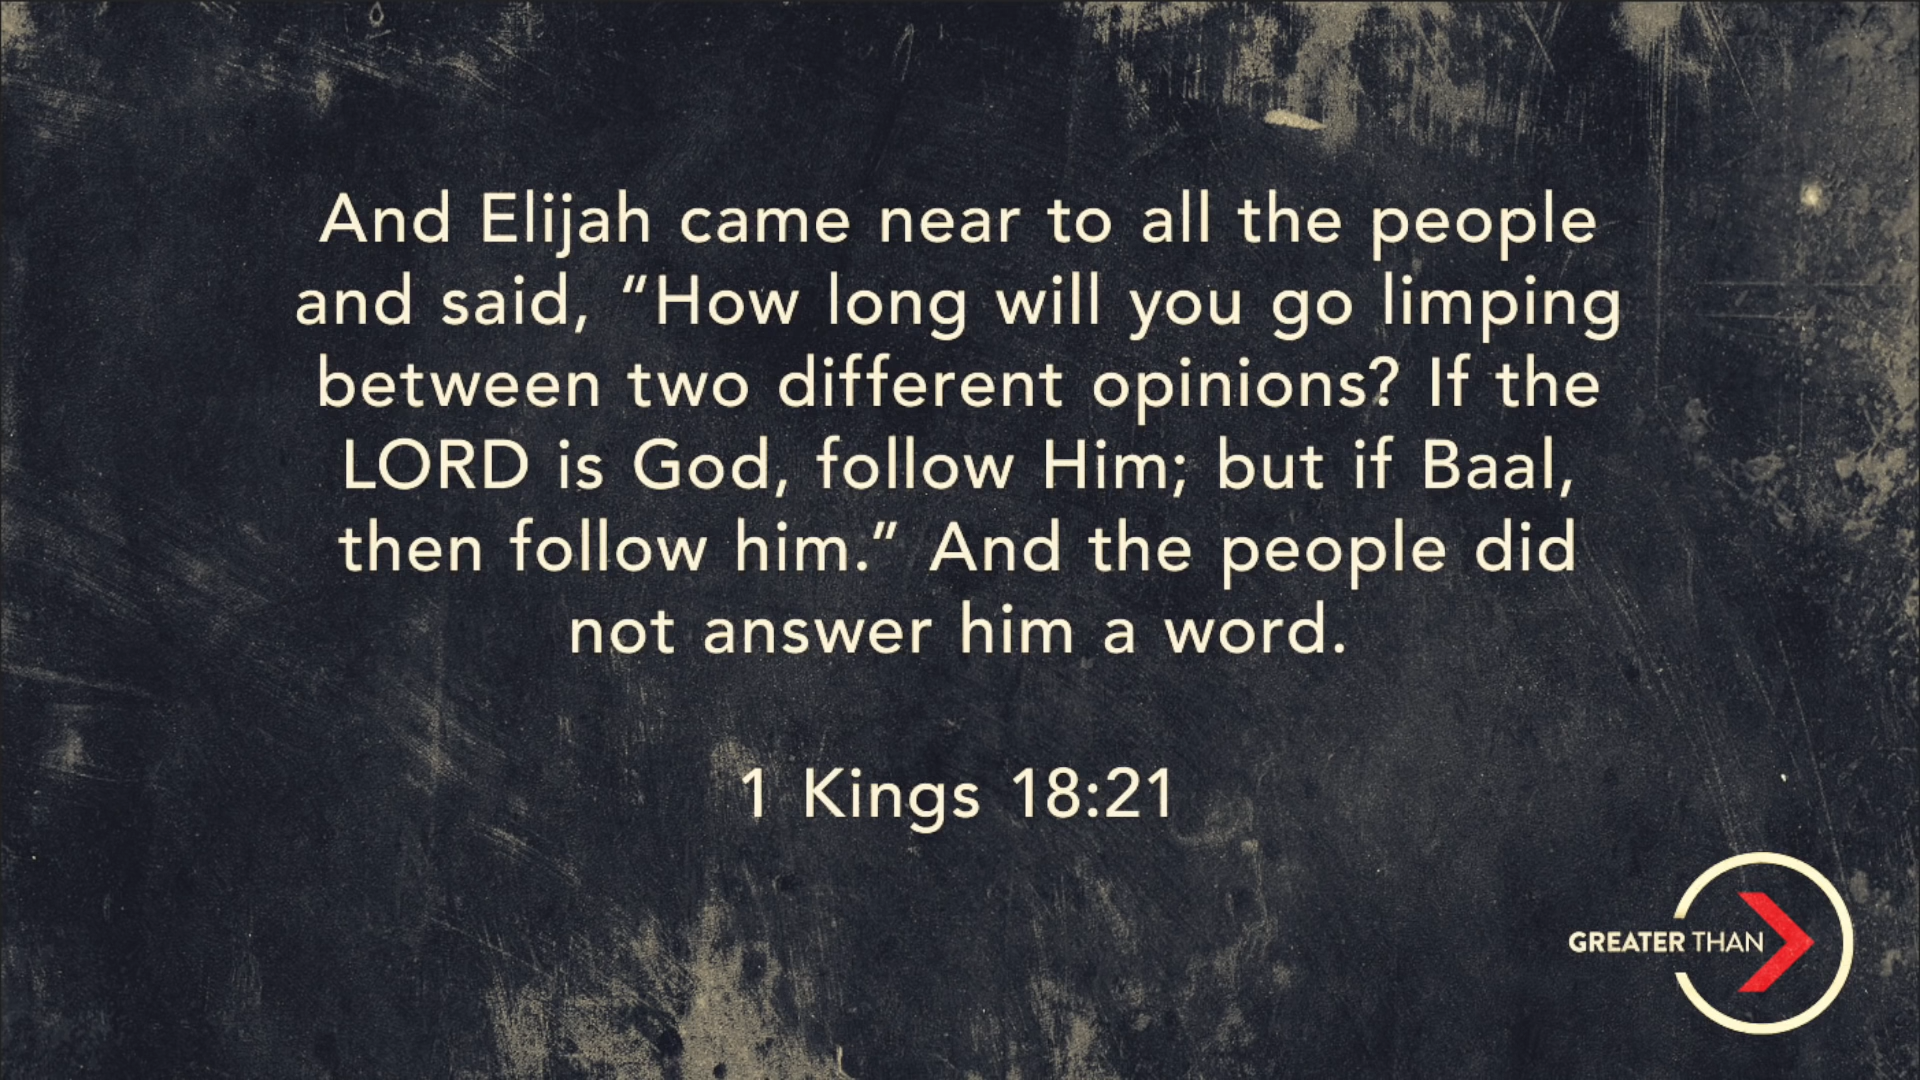 And Elijah came near to all the people
and said, “How long will you go limping
between two different opinions? If the
LORD is God, follow Him; but if Baal,
then follow him.” And the people did
not answer him a word.
1 Kings 18:21
GREATER THAN